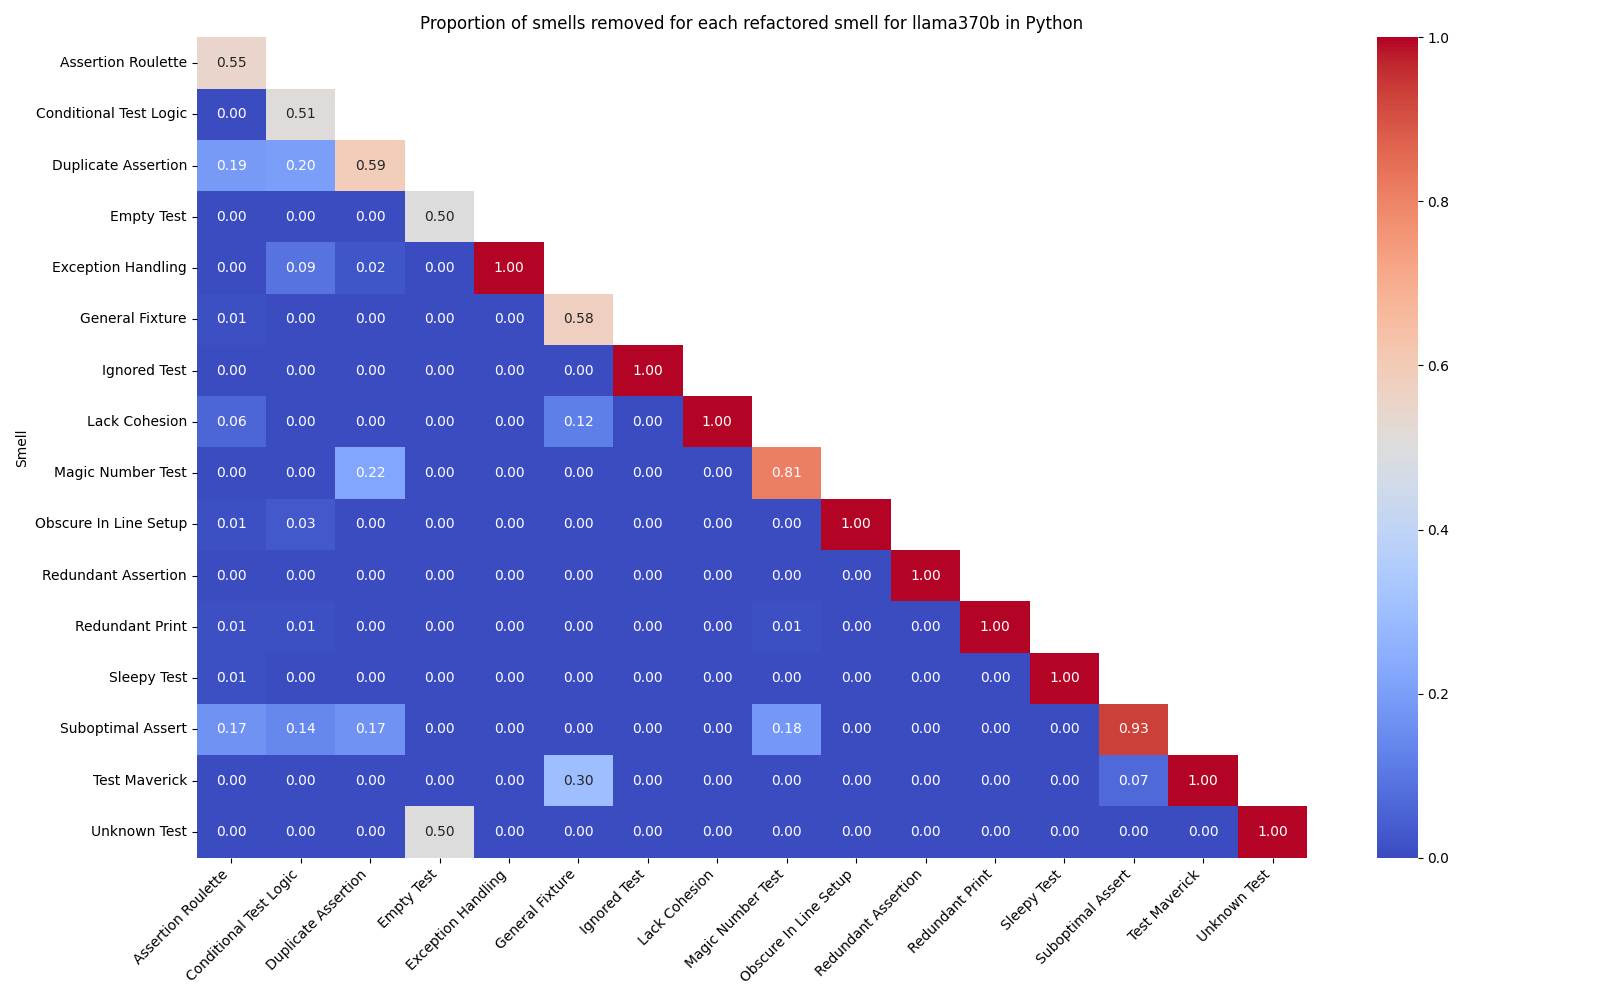 Proportion of smells removed for each refactored smell for llama370b in Python
Smell
Assertion Roulette 0.55
Conditional Test Logic 0.00 0.51
Duplicate Assertion 0.19 0.20 0.59
Empty Test 0.00 0.00 0.00 0.50
Exception Handling 0.00 0.09 0.02 0.00 1.00
General Fixture 0.01 0.00 0.00 0.00 0.00 0.58
Ignored Test 0.00 0.00 0.00 0.00 0.00 0.00 1.00
Lack Cohesion 0.06 0.00 0.00 0.00 0.00 0.12 0.00 1.00
Magic Number Test 0.00 0.00 0.22 0.00 0.00 0.00 0.00 0.00 0.81
Obscure In Line Setup 0.01 0.03 0.00 0.00 0.00 0.00 0.00 0.00 0.00 1.00
Redundant Assertion 0.00 0.00 0.00 0.00 0.00 0.00 0.00 0.00 0.00 0.00 1.00
Redundant Print 0.01 0.01 0.00 0.00 0.00 0.00 0.00 0.00 0.01 0.00 0.00 1.00
Sleepy Test 0.01 0.00 0.00 0.00 0.00 0.00 0.00 0.00 0.00 0.00 0.00 0.00 1.00
Suboptimal Assert 0.17 0.14 0.17 0.00 0.00 0.00 0.00 0.00 0.18 0.00 0.00 0.00 0.00 0.93
Test Maverick 0.00 0.00 0.00 0.00 0.00 0.30 0.00 0.00 0.00 0.00 0.00 0.00 0.00 0.07 1.00
Unknown Test 0.00 0.00 0.00 0.50 0.00 0.00 0.00 0.00 0.00 0.00 0.00 0.00 0.00 0.00 0.00 1.00
Assertion Roulette
Conditional Test Logic
Duplicate Assertion
Empty Test
Exception Handling
General Fixture
Ignored Test
Lack Cohesion
Magic Number Test
Obscure In Line Setup
Redundant Assertion
Redundant Print
Sleepy Test
Suboptimal Assert
Test Maverick
Unknown Test
1.0
0.8
0.6
0.4
0.2
0.0